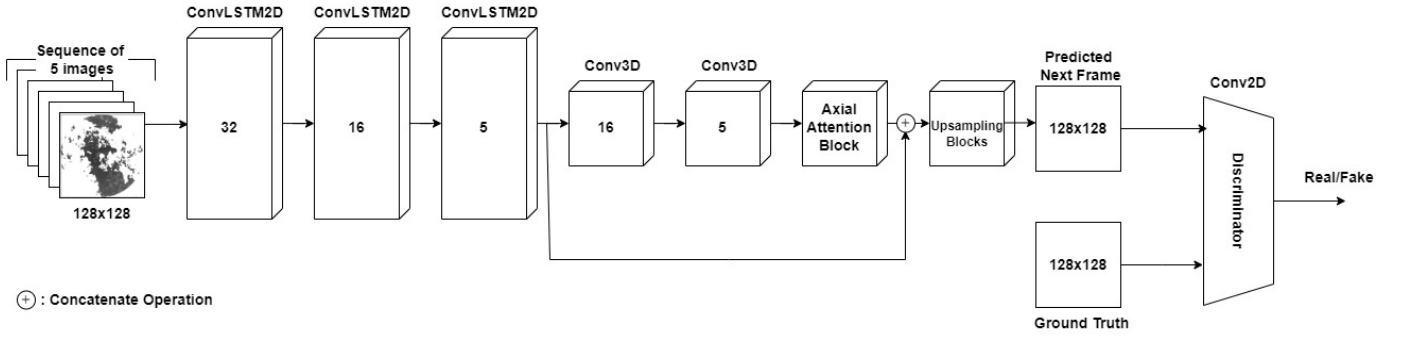 ConvLSTM2D
ConvLSTM2D
ConvLSTM2D
Sequence of
5 images
128x128
32
16
5
Conv3D
16
Conv3D
5
Axial
Attention
Block
+
Upsampling
Blocks
Predicted
Next Frame
128x128
128x128
Ground Truth
Conv2D
Discriminator
Real/Fake
+ : Concatenate Operation